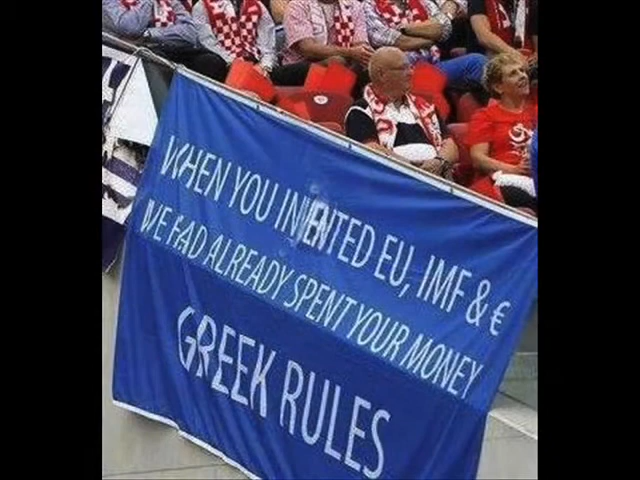 WHEN YOU INVENTED EU, IMF & €
WE HAD ALREADY SPENT YOUR MONEY
GREEK RULES